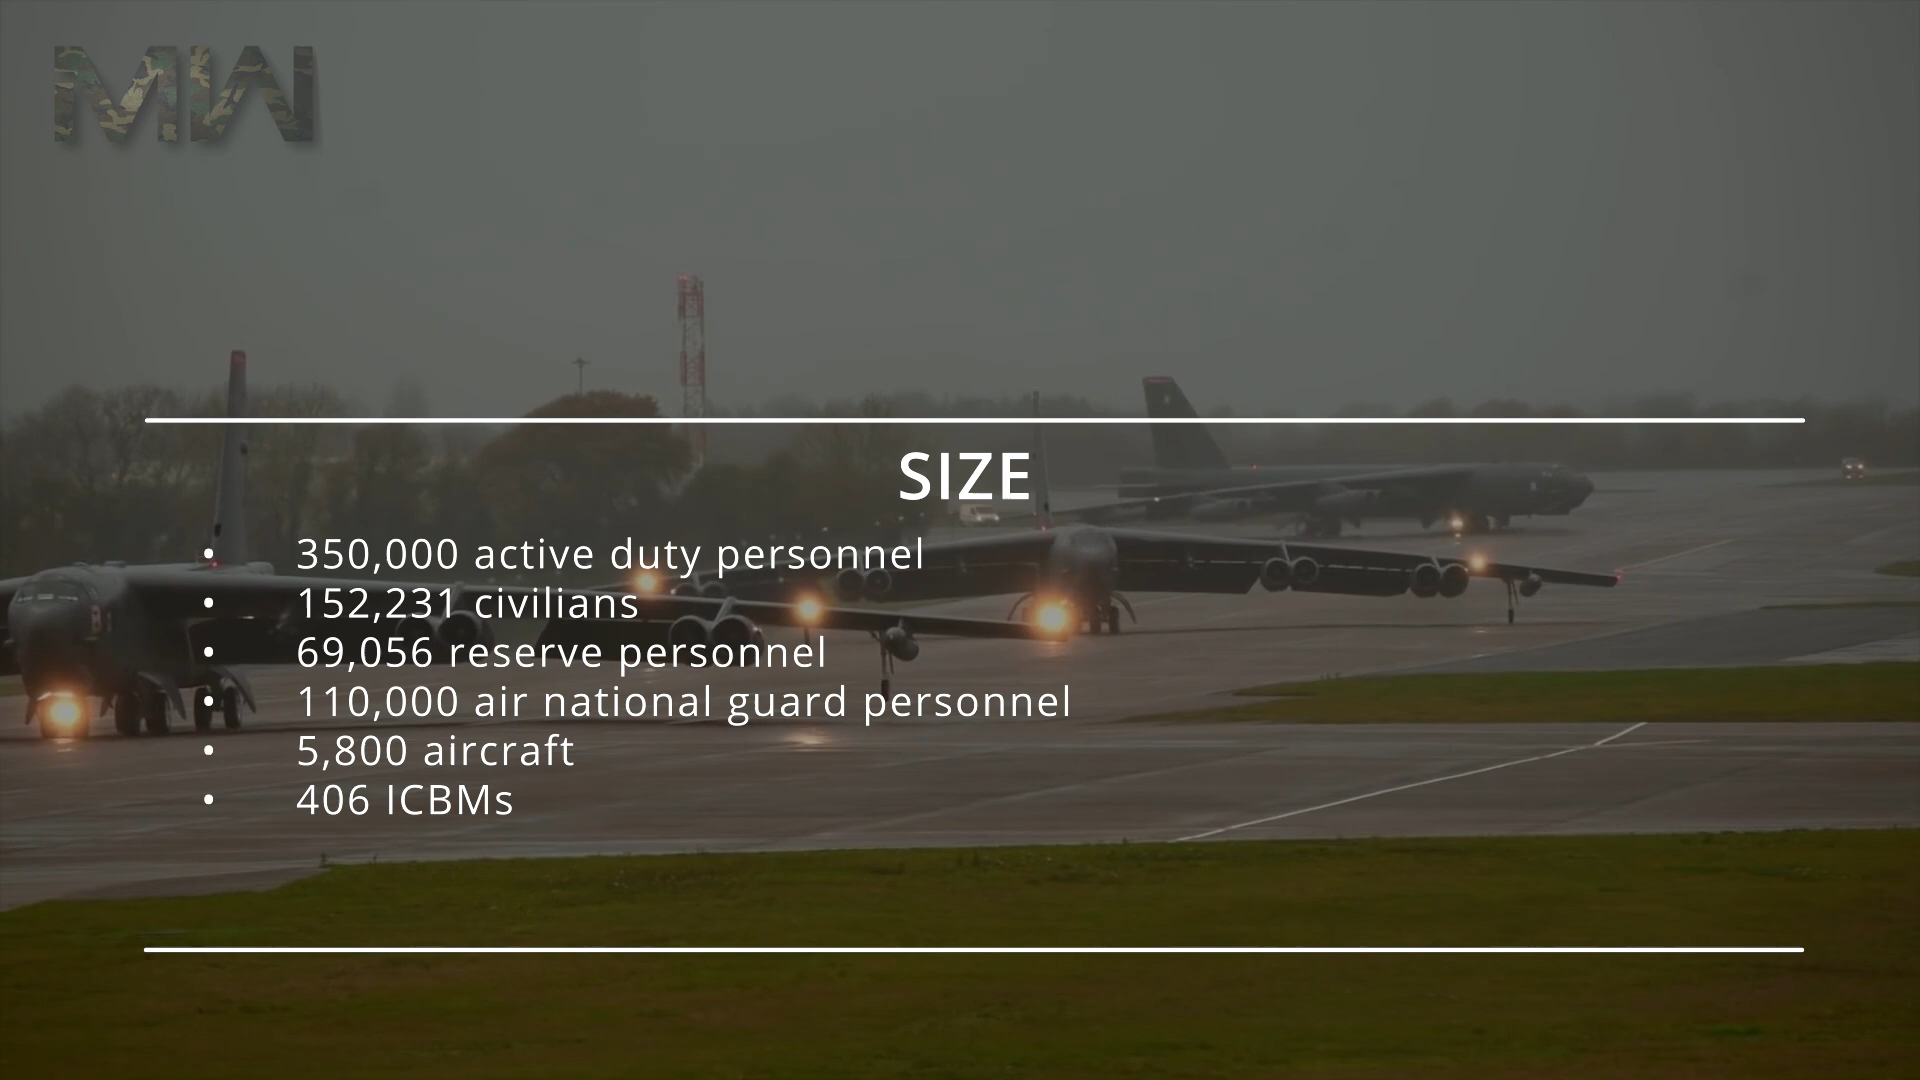 MW
SIZE
• 350,000 active duty personnel
• 152,231 civilians
• 69,056 reserve personnel
• 110,000 air national guard personnel
• 5,800 aircraft
• 406 ICBMs